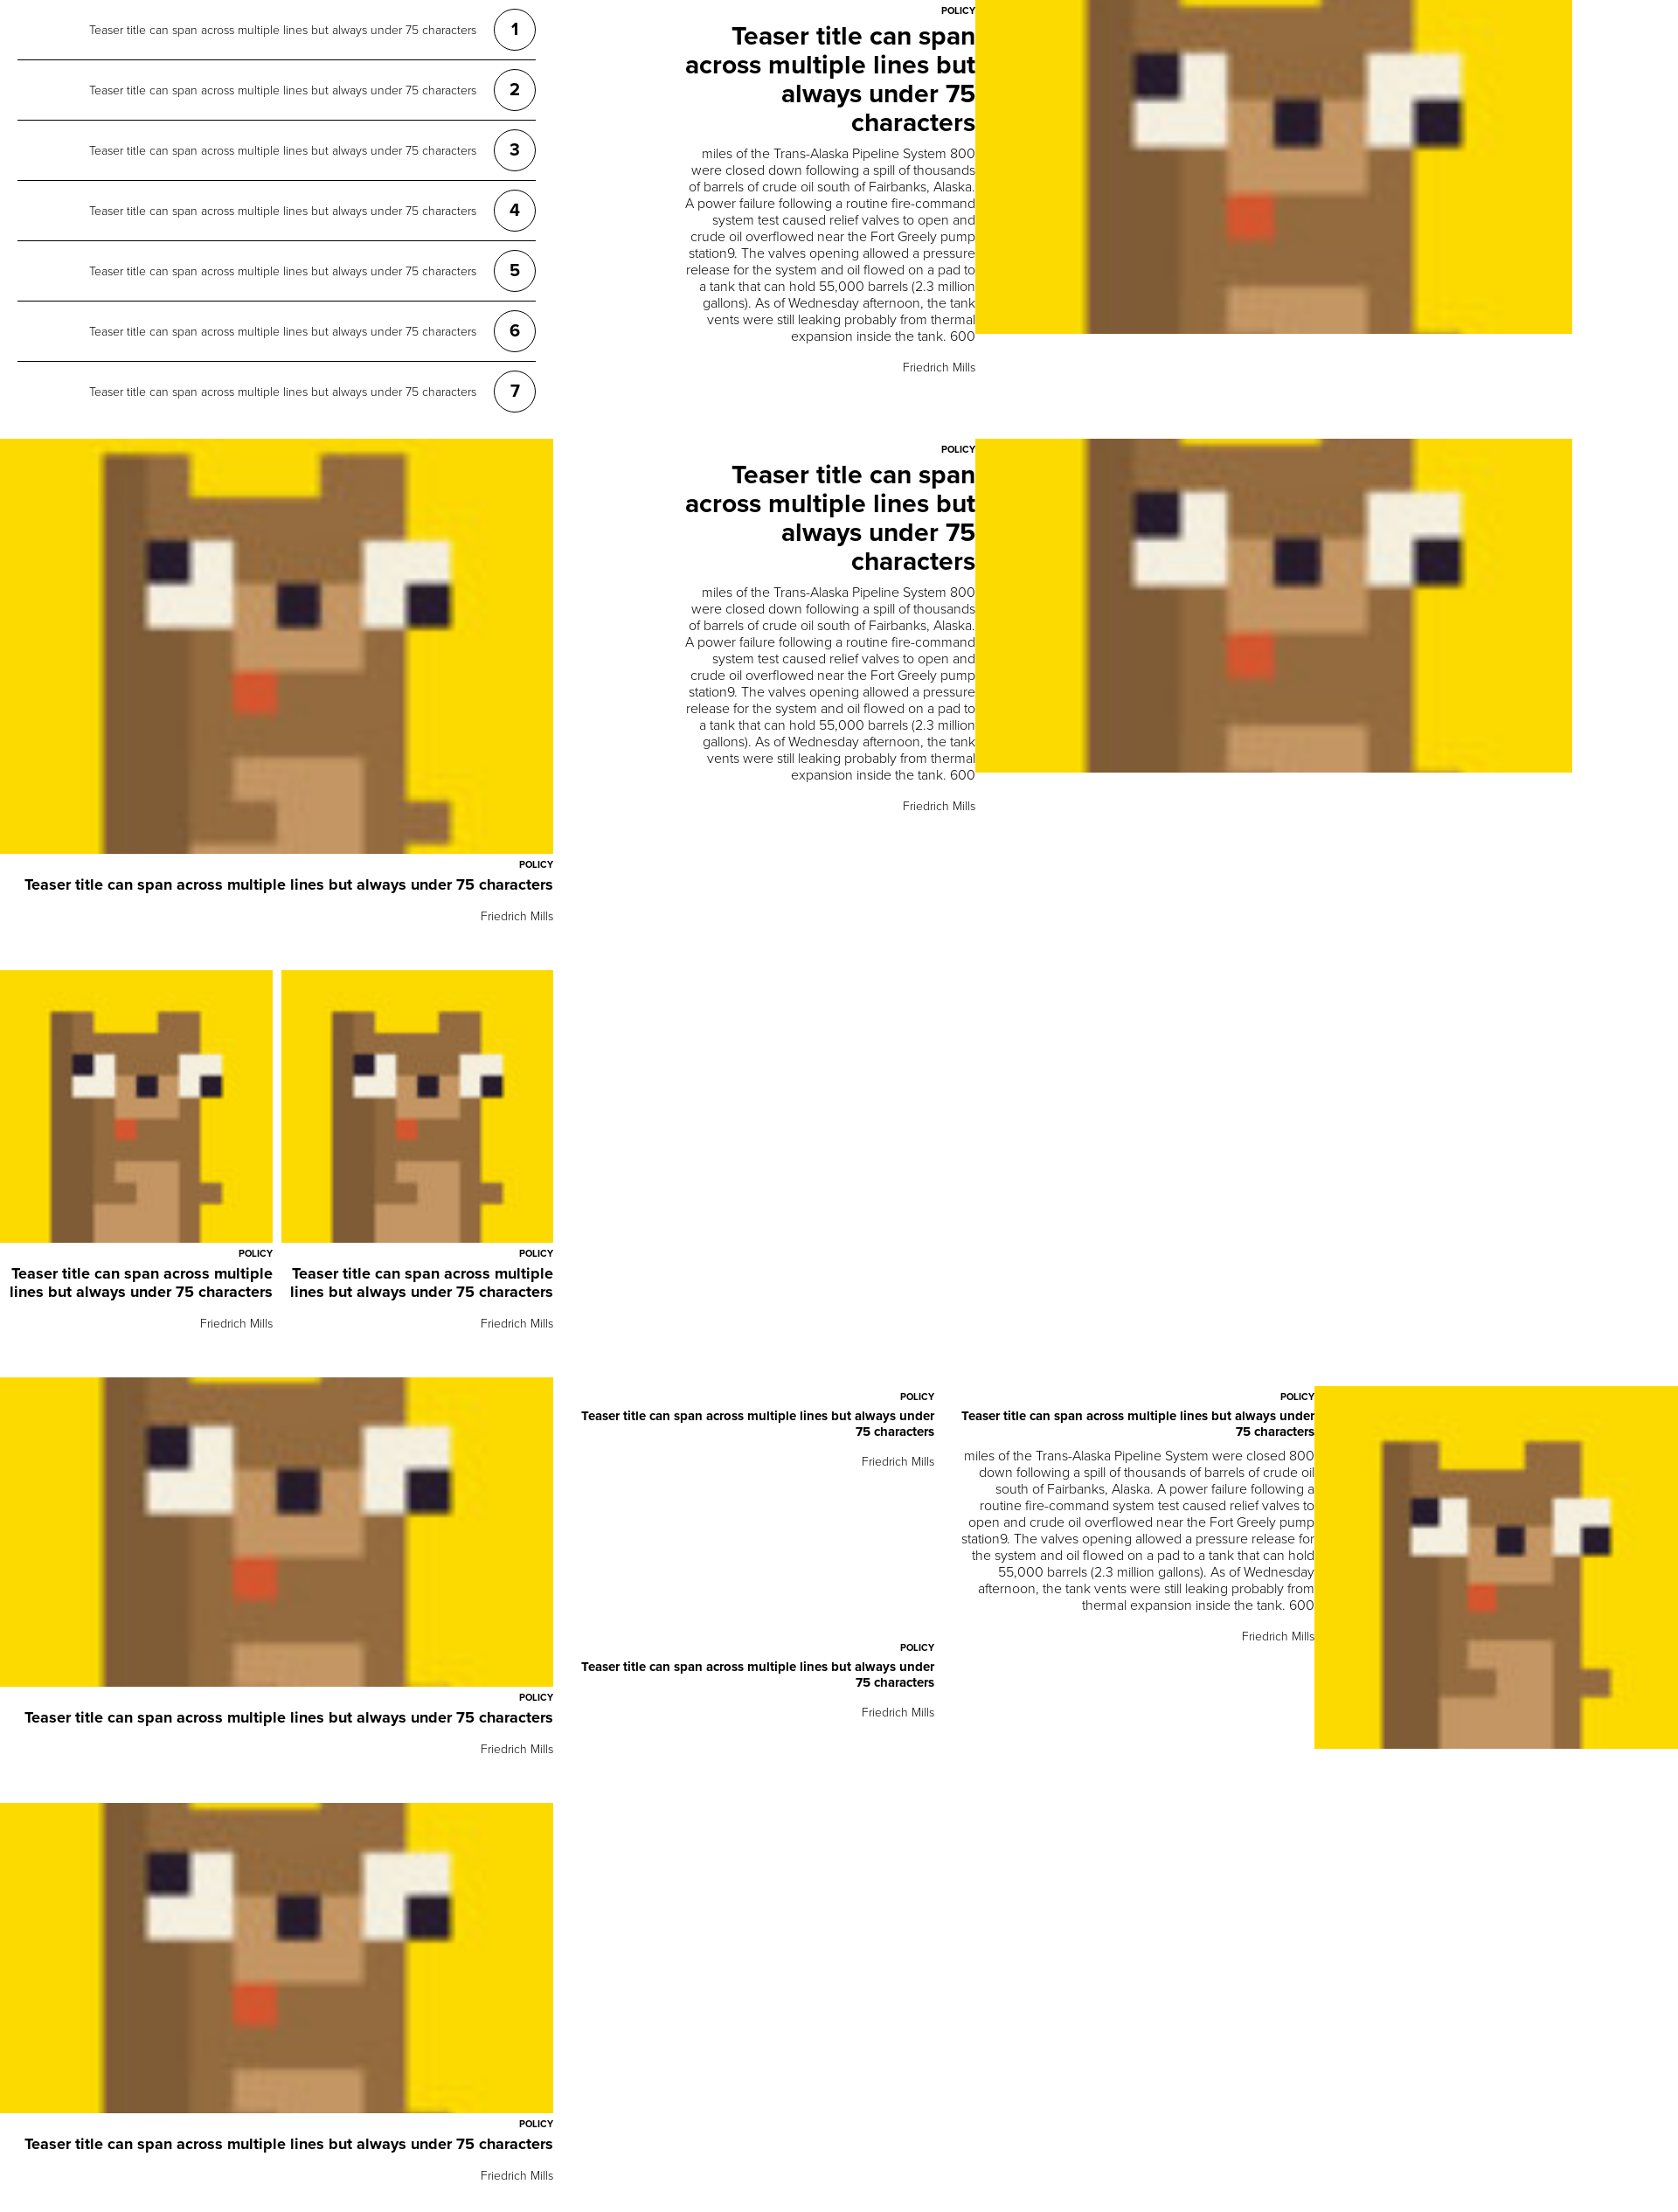 Teaser title can span across multiple lines but always under 75 characters 1
Teaser title can span across multiple lines but always under 75 characters 2
Teaser title can span across multiple lines but always under 75 characters 3
Teaser title can span across multiple lines but always under 75 characters 4
Teaser title can span across multiple lines but always under 75 characters 5
Teaser title can span across multiple lines but always under 75 characters 6
Teaser title can span across multiple lines but always under 75 characters 7
POLICY
Teaser title can span
across multiple lines but
always under 75
characters
miles of the Trans-Alaska Pipeline System 800
were closed down following a spill of thousands
of barrels of crude oil south of Fairbanks, Alaska.
A power failure following a routine fire-command
system test caused relief valves to open and
crude oil overflowed near the Fort Greely pump
station9. The valves opening allowed a pressure
release for the system and oil flowed on a pad to
a tank that can hold 55,000 barrels (2.3 million
gallons). As of Wednesday afternoon, the tank
vents were still leaking probably from thermal
expansion inside the tank. 600
Friedrich Mills
POLICY
Teaser title can span across multiple lines but always under 75 characters
Friedrich Mills
POLICY
Teaser title can span
across multiple lines but
always under 75
characters
miles of the Trans-Alaska Pipeline System 800
were closed down following a spill of thousands
of barrels of crude oil south of Fairbanks, Alaska.
A power failure following a routine fire-command
system test caused relief valves to open and
crude oil overflowed near the Fort Greely pump
station9. The valves opening allowed a pressure
release for the system and oil flowed on a pad to
a tank that can hold 55,000 barrels (2.3 million
gallons). As of Wednesday afternoon, the tank
vents were still leaking probably from thermal
expansion inside the tank. 600
Friedrich Mills
POLICY
Teaser title can span across multiple
lines but always under 75 characters
Friedrich Mills
POLICY
Teaser title can span across multiple
lines but always under 75 characters
Friedrich Mills
POLICY
Teaser title can span across multiple lines but always under 75 characters
Friedrich Mills
POLICY
Teaser title can span across multiple lines but always under
75 characters
Friedrich Mills
POLICY
Teaser title can span across multiple lines but always under
75 characters
Friedrich Mills
POLICY
Teaser title can span across multiple lines but always under
75 characters
miles of the Trans-Alaska Pipeline System were closed 800
down following a spill of thousands of barrels of crude oil
south of Fairbanks, Alaska. A power failure following a
routine fire-command system test caused relief valves to
open and crude oil overflowed near the Fort Greely pump
station9. The valves opening allowed a pressure release for
the system and oil flowed on a pad to a tank that can hold
55,000 barrels (2.3 million gallons). As of Wednesday
afternoon, the tank vents were still leaking probably from
thermal expansion inside the tank. 600
Friedrich Mills
POLICY
Teaser title can span across multiple lines but always under 75 characters
Friedrich Mills